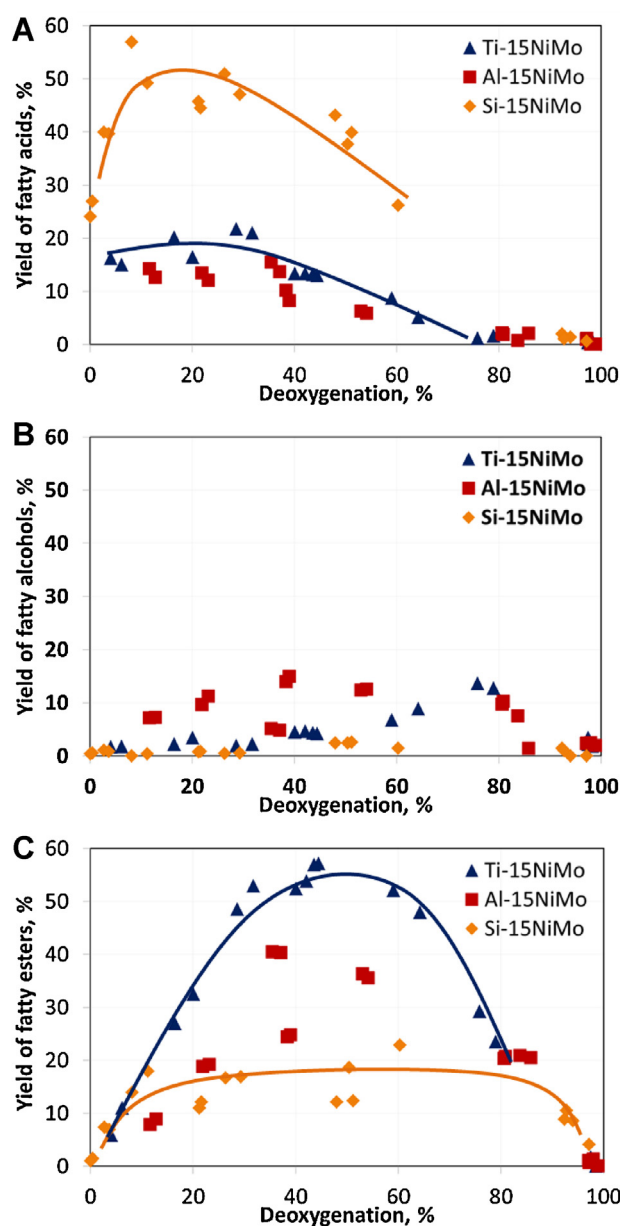 A
Yield of fatty acids, %
60
50
40
30
20
10
0
Ti-15NiMo
Al-15NiMo
Si-15NiMo
0 20 40 60 80 100
Deoxygenation, %
B
Yield of fatty alcohols, %
60
50
40
30
20
10
0
Ti-15NiMo
Al-15NiMo
Si-15NiMo
0 20 40 60 80 100
Deoxygenation, %
C
Yield of fatty esters, %
60
50
40
30
20
10
0
Ti-15NiMo
Al-15NiMo
Si-15NiMo
0 20 40 60 80 100
Deoxygenation, %